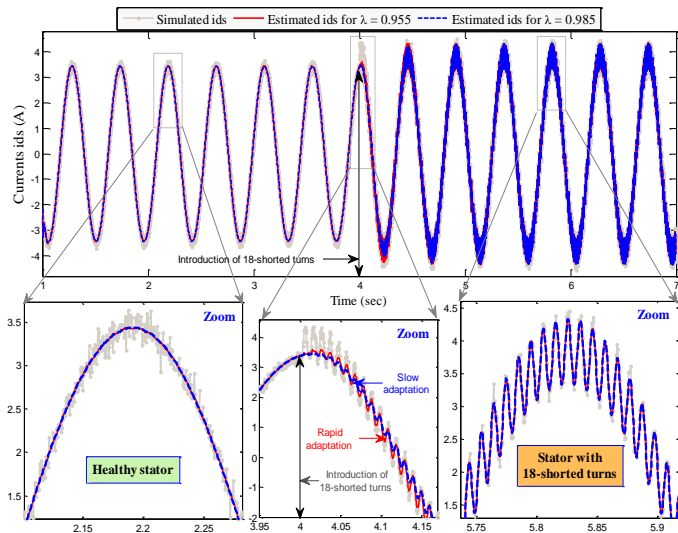 Simulated ids Estimated ids for λ = 0.955 Estimated ids for λ = 0.985
Currents ids (A)
4
3
2
1
0
-1
-2
-3
-4
Introduction of 18-shorted turns
1 2 3 4 5 6 7
Time (sec)
Zoom
3.5
3
2.5
2
1.5
Healthy stator
2.15 2.2 2.25
Zoom
4
3
2
1
0
-1
-2
Slow
adaptation
Rapid
adaptation
Introduction of
18-shorted turns
3.95 4 4.05 4.1 4.15
Zoom
4.5
4
3.5
3
2.5
2
1.5
Stator with
18-shorted turns
5.75 5.8 5.85 5.9